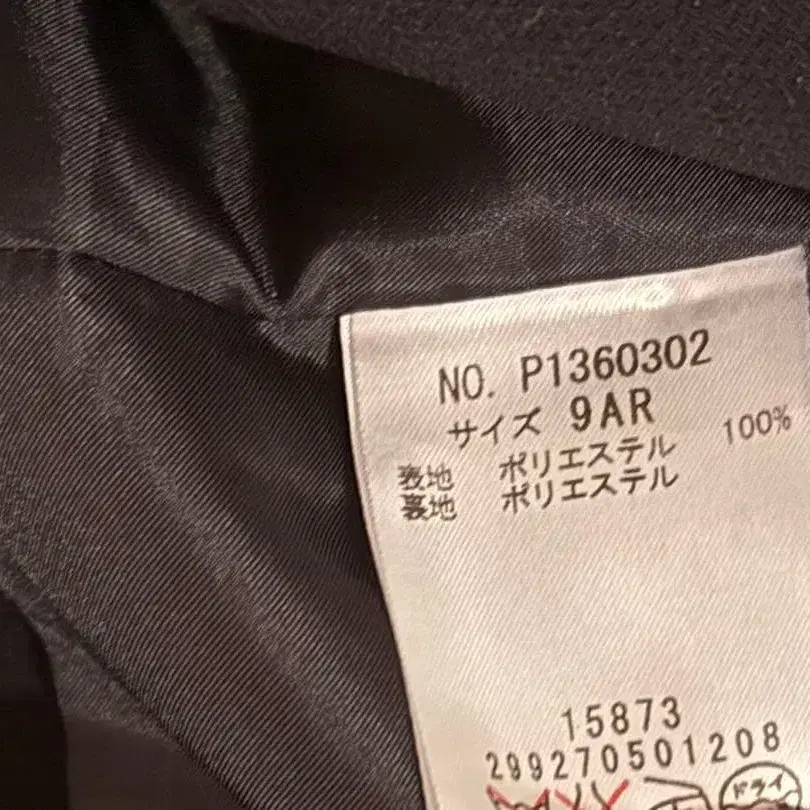 NO. P1360302
サイズ 9AR
表地 ポリエステル 100%
裏地 ポリエステル
15873
299270501208
ドライ